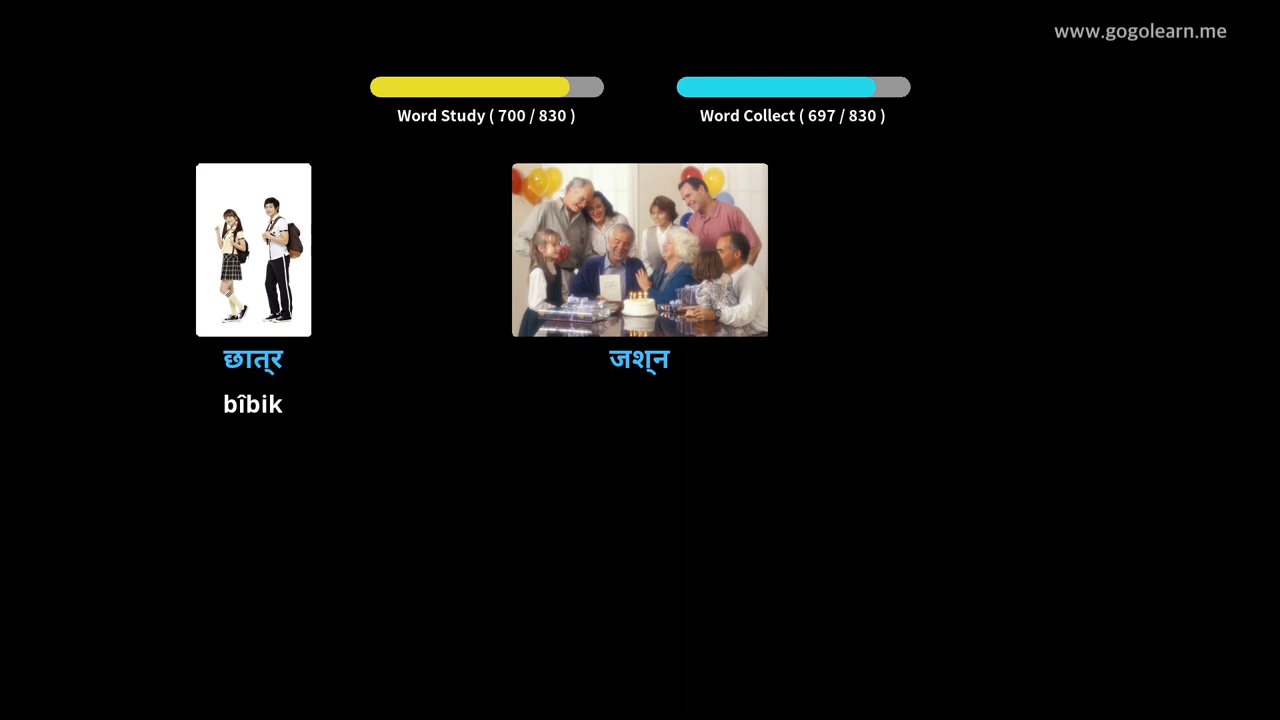 www.gogolearn.me
Word Study ( 700 / 830 )
Word Collect ( 697 / 830 )
छात्र
जश्न
bîbik